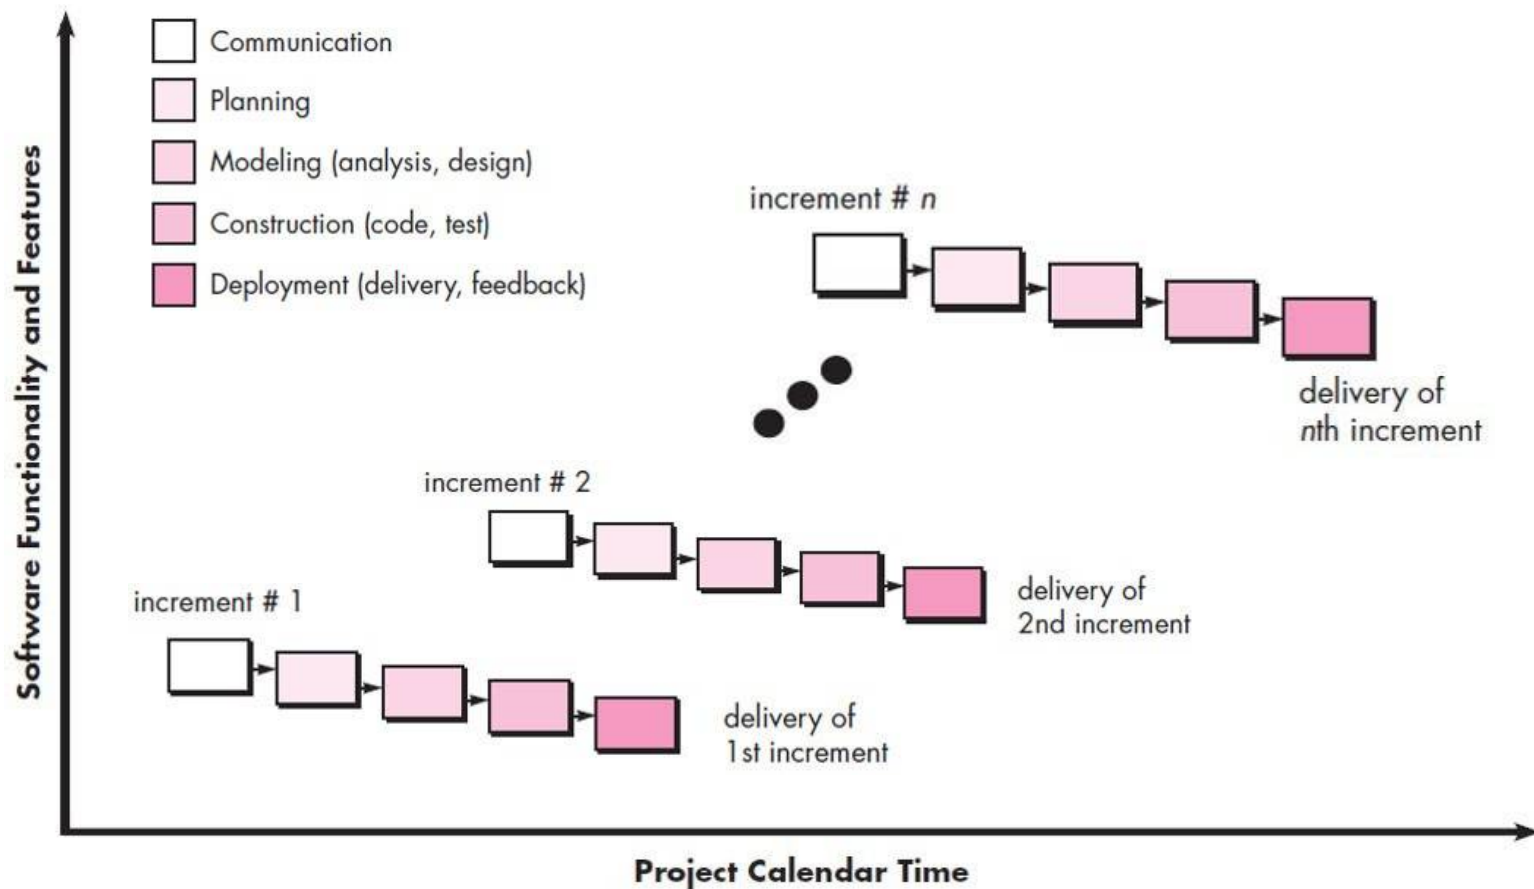 Communication
Planning
Modeling (analysis, design)
Construction (code, test)
Deployment (delivery, feedback)
increment # n
delivery of
nth increment
increment # 2
delivery of
2nd increment
increment # 1
delivery of
1st increment
Software Functionality and Features
Project Calendar Time